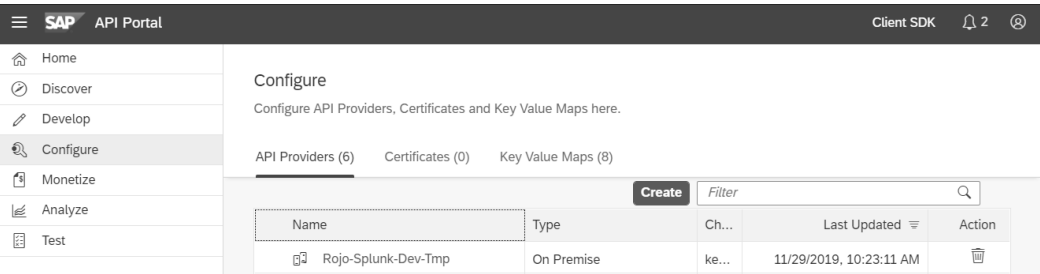 SAP API Portal Client SDK 2
Home
Discover
Develop
Configure
Monetize
Analyze
Test
Configure
Configure API Providers, Certificates and Key Value Maps here.
API Providers (6) Certificates (0) Key Value Maps (8)
Create Filter
Name Type Ch... Last Updated Action
Rojo-Splunk-Dev-Tmp On Premise ke... 11/29/2019, 10:23:11 AM